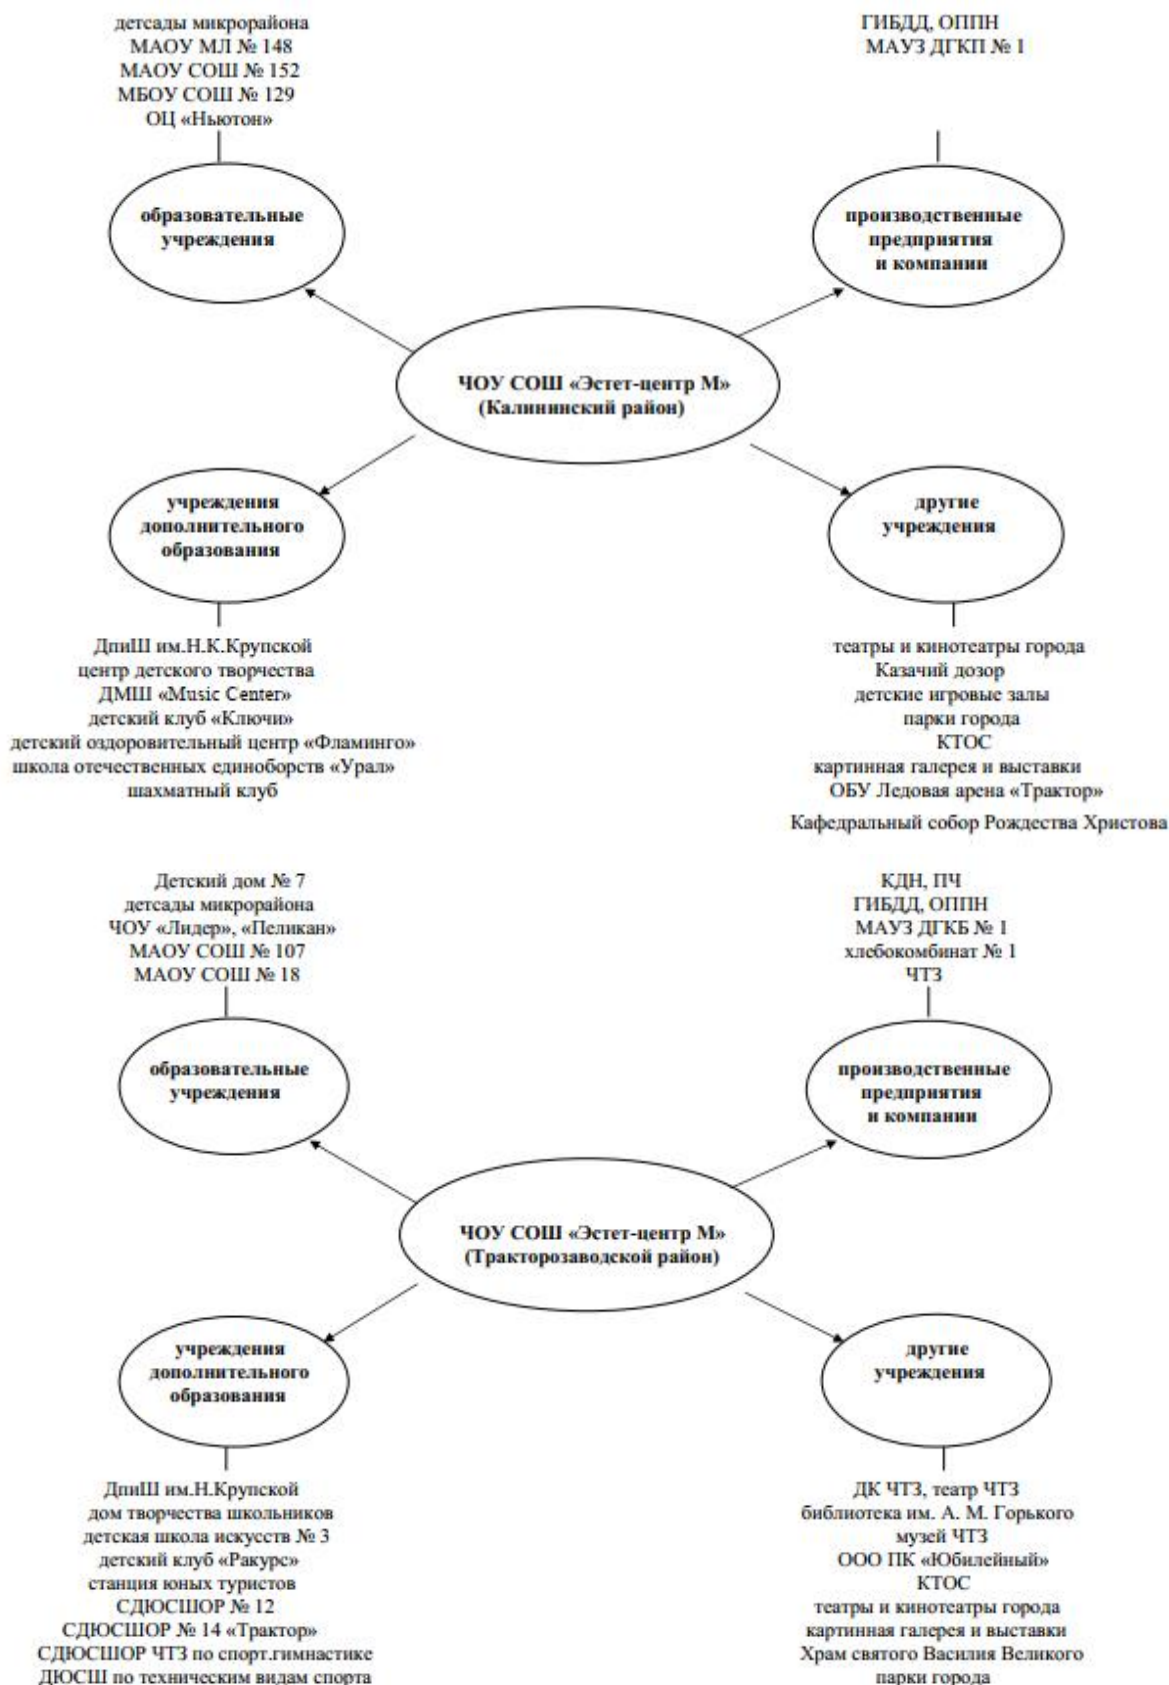 детсады микрорайона
МАОУ МЛ № 148
МАОУ СОШ № 152
МБОУ СОШ № 129
ОЦ «Ньютон»
ГИБДД, ОППН
МАУЗ ДГКП № 1
образовательные
учреждения
производственные
предприятия
и компании
ЧОУ СОШ «Эстет-центр М»
(Калининский район)
учреждения
дополнительного
образования
другие
учреждения
ДпиШ им.Н.К.Крупской
центр детского творчества
ДМШ «Music Center»
детский клуб «Ключи»
детский оздоровительный центр «Фламинго»
школа отечественных единоборств «Урал»
шахматный клуб
театры и кинотеатры города
Казачий дозор
детские игровые залы
парки города
КТОС
картинная галерея и выставки
ОБУ Ледовая арена «Трактор»
Кафедральный собор Рождества Христова
Детский дом № 7
детсады микрорайона
ЧОУ «Лидер», «Пеликан»
МАОУ СОШ № 107
МАОУ СОШ № 18
КДН, ПЧ
ГИБДД, ОППН
МАУЗ ДГКБ № 1
хлебокомбинат № 1
ЧТЗ
образовательные
учреждения
производственные
предприятия
и компании
ЧОУ СОШ «Эстет-центр М»
(Тракторозаводской район)
учреждения
дополнительного
образования
другие
учреждения
ДпиШ им.Н.Крупской
дом творчества школьников
детская школа искусств № 3
детский клуб «Ракурс»
станция юных туристов
СДЮСШОР № 12
СДЮСШОР № 14 «Трактор»
СДЮСШОР ЧТЗ по спорт.гимнастике
ДЮСШ по техническим видам спорта
ДК ЧТЗ, театр ЧТЗ
библиотека им. А. М. Горького
музей ЧТЗ
ООО ПК «Юбилейный»
КТОС
театры и кинотеатры города
картинная галерея и выставки
Храм святого Василия Великого
парки города